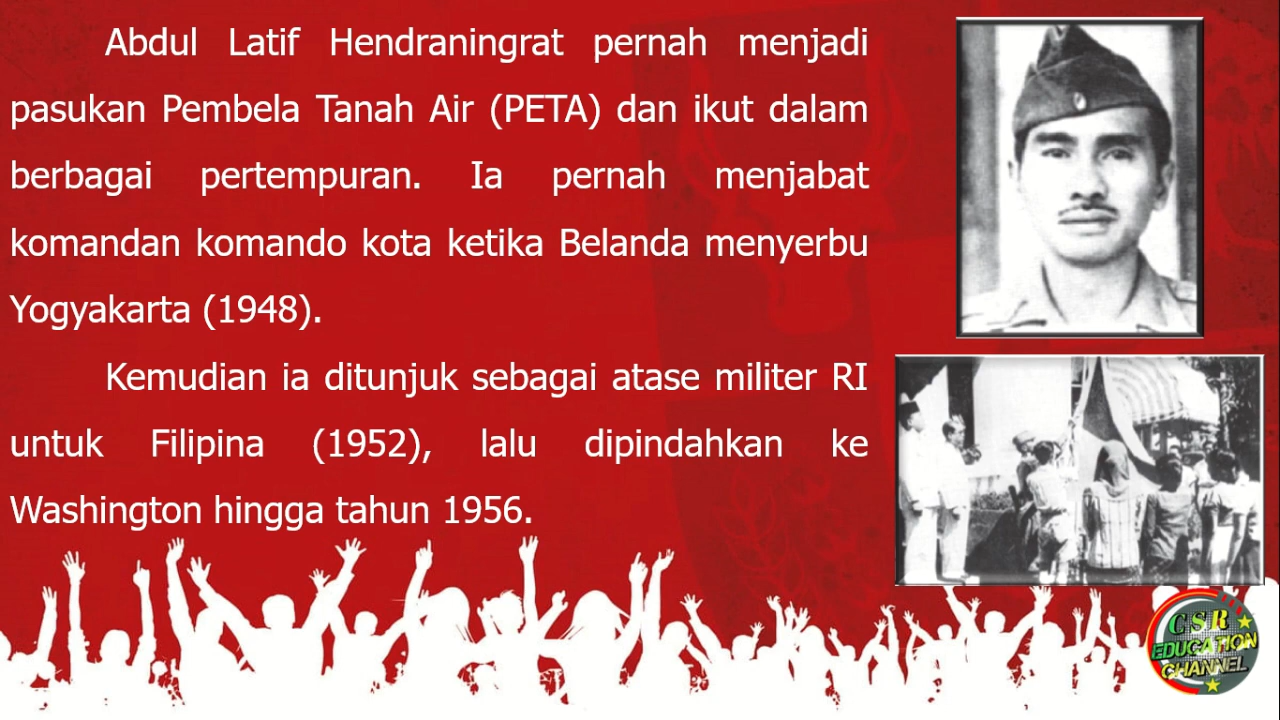 Abdul Latif Hendraningrat pernah menjadi
pasukan Pembela Tanah Air (PETA) dan ikut dalam
berbagai pertempuran. Ia pernah menjabat
komandan komando kota ketika Belanda menyerbu
Yogyakarta (1948).
Kemudian ia ditunjuk sebagai atase militer RI
untuk Filipina (1952), lalu dipindahkan ke
Washington hingga tahun 1956.
CSR
EDUCATION
CHANNEL